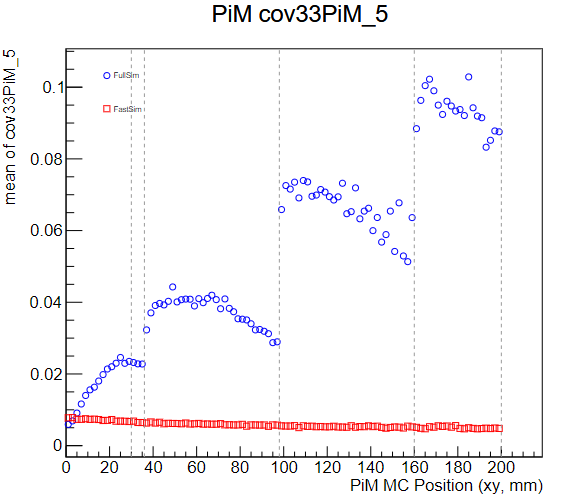 PiM cov33PiM_5
mean of cov33PiM_5
FullSim
FastSim
0.1
0.08
0.06
0.04
0.02
0
0 20 40 60 80 100 120 140 160 180 200
PiM MC Position (xy, mm)